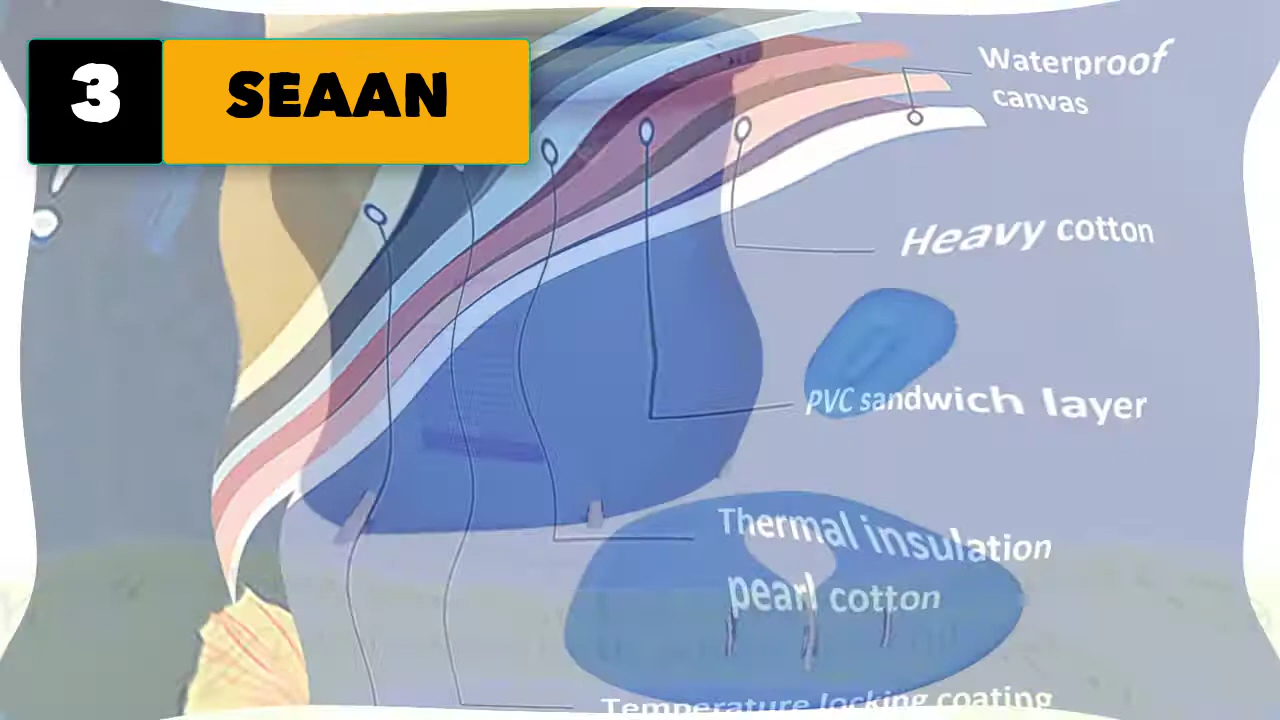 3 SEAAN
Waterproof
canvas
Heavy cotton
PVC sandwich layer
Thermal insulation
pearl cotton
Temperature locking coating